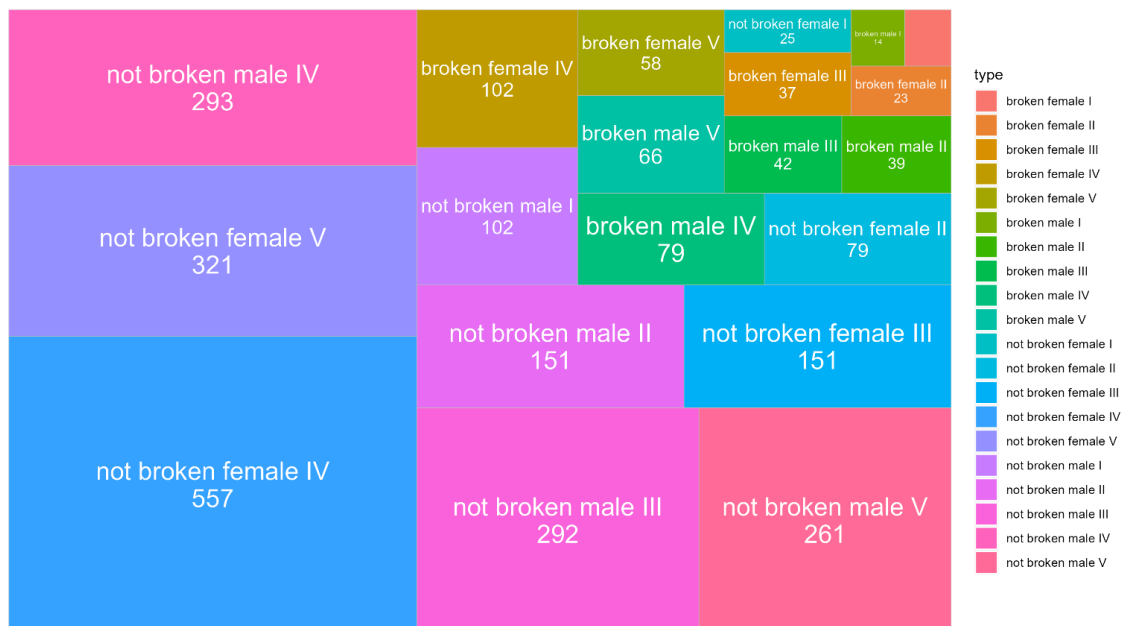 not broken male IV
293
not broken female V
321
not broken female IV
557
broken female IV
102
not broken male I
102
broken female V
58
broken male V
66
not broken female I
25
broken male I
14
broken female III
37
broken female II
23
broken male III
42
broken male II
39
broken male IV
79
not broken female II
79
not broken male II
151
not broken female III
151
not broken male III
292
not broken male V
261
type
broken female I
broken female II
broken female III
broken female IV
broken female V
broken male I
broken male II
broken male III
broken male IV
broken male V
not broken female I
not broken female II
not broken female III
not broken female IV
not broken female V
not broken male I
not broken male II
not broken male III
not broken male IV
not broken male V